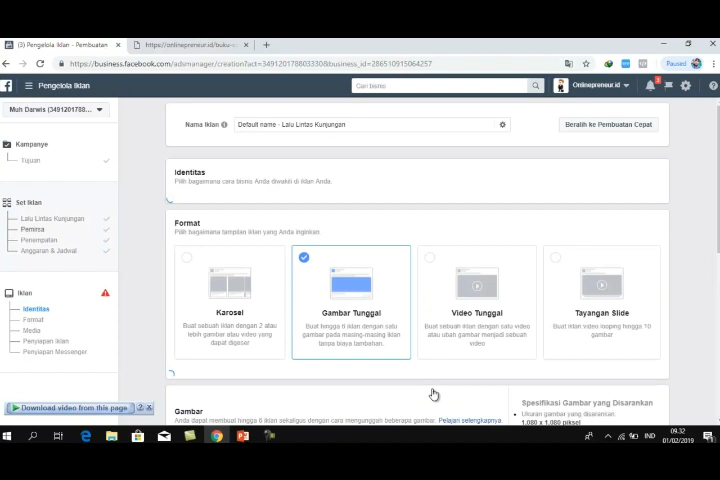 (3) Pengelola Iklan - Pembuatan
https://onlinepreneur.id/buku-
https://business.facebook.com/adsmanager/creation?act=349120178803330&business_id=286510915064257
Paused
Pengelola Iklan
Cari bisnis
Onlinepreneur.id
Muh Darwis (3491201788...
Nama Iklan
Default name - Lalu Lintas Kunjungan
Beralih ke Pembuatan Cepat
Kampanye
Tujuan
Set Iklan
Lalu Lintas Kunjungan
Pemirsa
Penempatan
Anggaran & Jadwal
Iklan
Identitas
Format
Media
Penyiapan Iklan
Penyiapan Messenger
Identitas
Pilih bagaimana cara bisnis Anda diwakili di iklan Anda.
Format
Pilih bagaimana tampilan iklan yang Anda inginkan.
Karosel
Buat sebuah iklan dengan 2 atau
lebih gambar atau video yang
dapat digeser
Gambar Tunggal
Buat hingga 6 iklan dengan satu
gambar pada masing-masing iklan
tanpa biaya tambahan.
Video Tunggal
Buat sebuah iklan dengan satu video
atau ubah gambar menjadi sebuah
video
Tayangan Slide
Buat iklan video looping hingga 10
gambar
Gambar
Anda dapat membuat hingga 6 iklan sekaligus dengan cara mengunggah beberapa gambar. Pelajari selengkapnya
Spesifikasi Gambar yang Disarankan
Ukuran gambar yang disarankan:
1.080 x 1.080 piksel
Download video from this page
? X
IND
09.32
01/02/2019